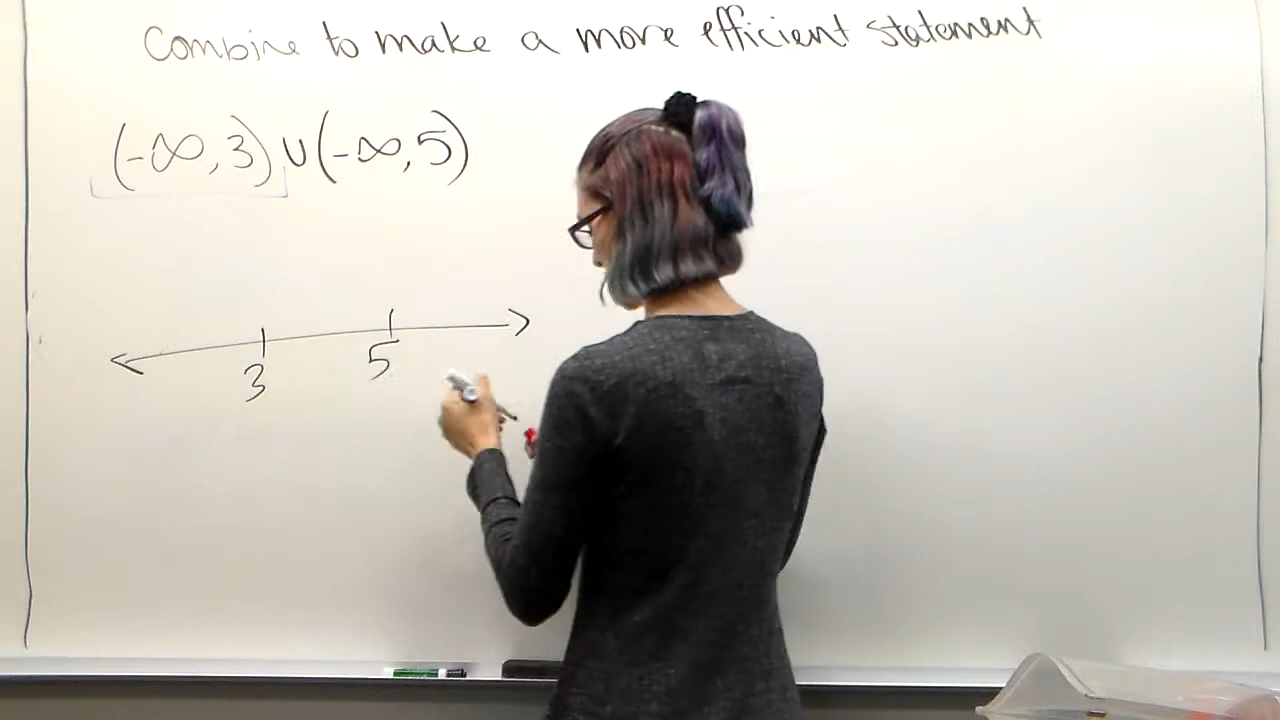 Combine to make a more efficient statement
(-∞, 3) ∪ (-∞, 5)
3 5